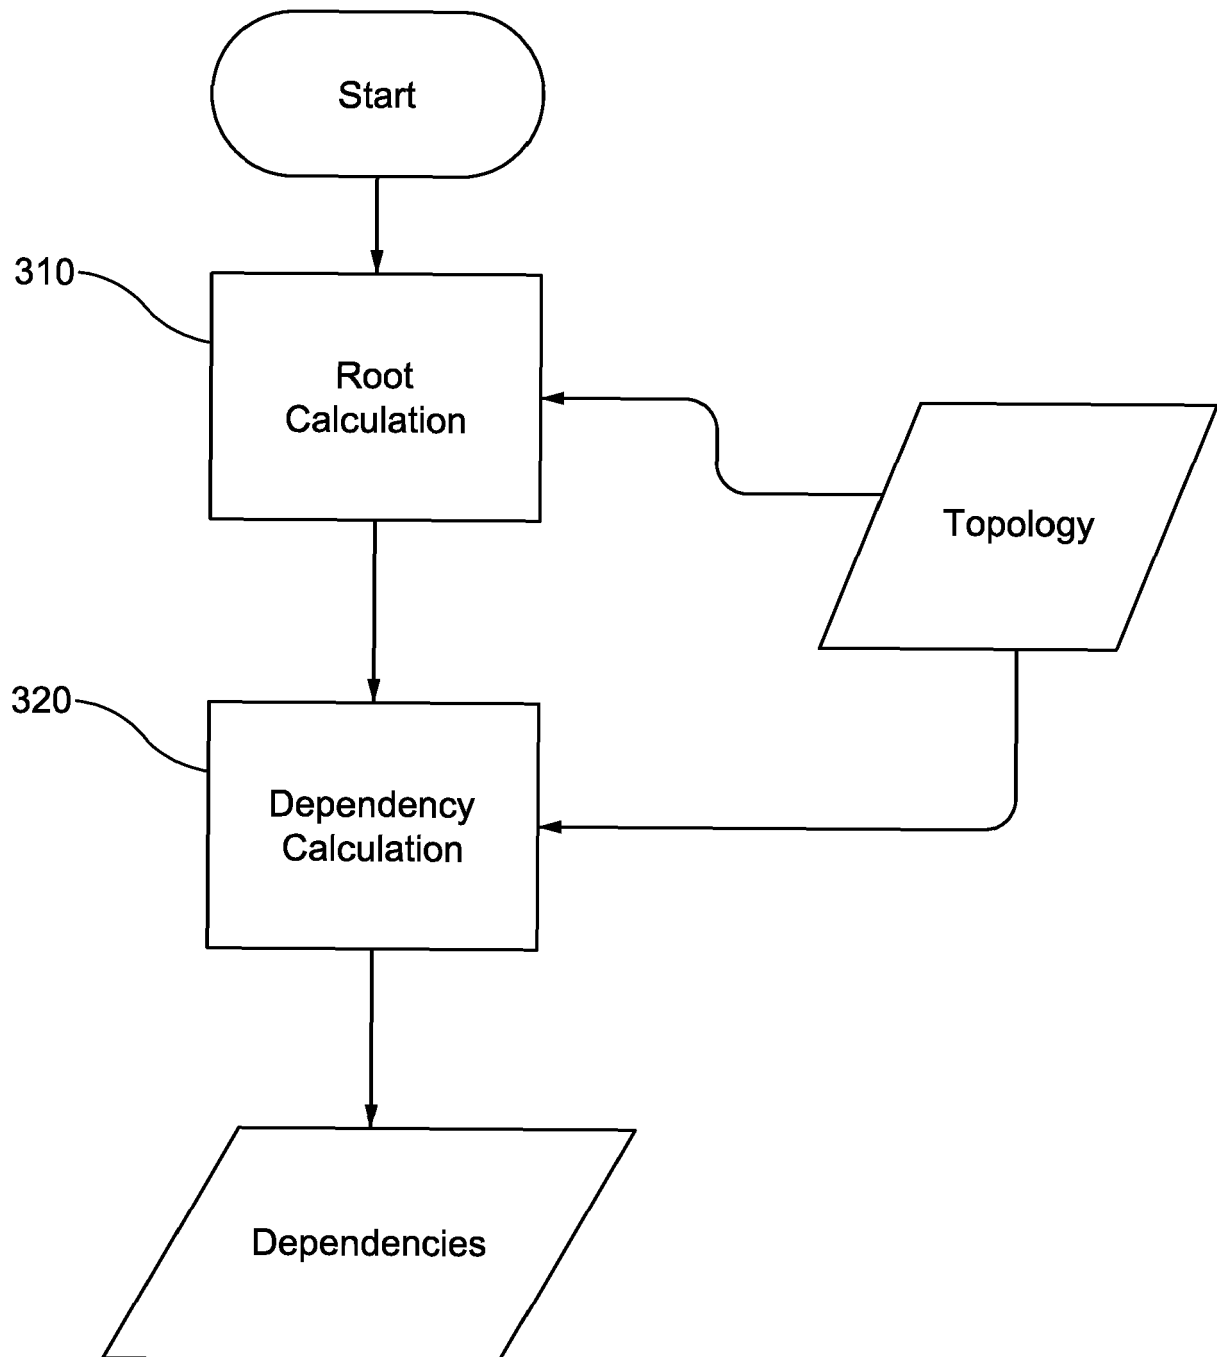 Start
310
Root
Calculation
Topology
320
Dependency
Calculation
Dependencies